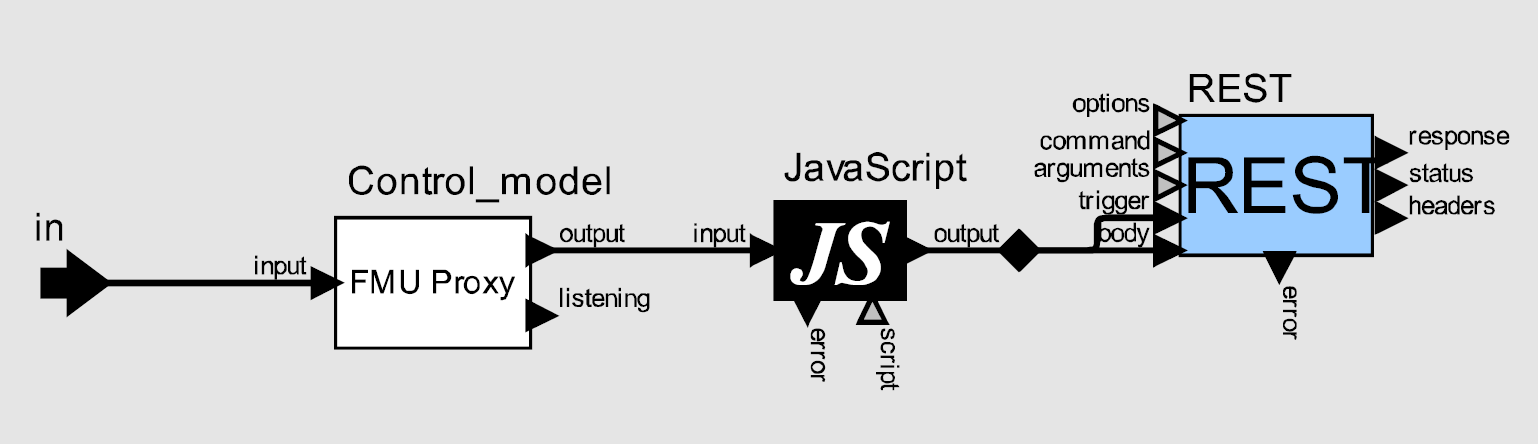 in
input
Control_model
FMU Proxy
output
listening
input
JavaScript
JS
output
error
script
options
command
arguments
trigger
body
REST
REST
response
status
headers
error